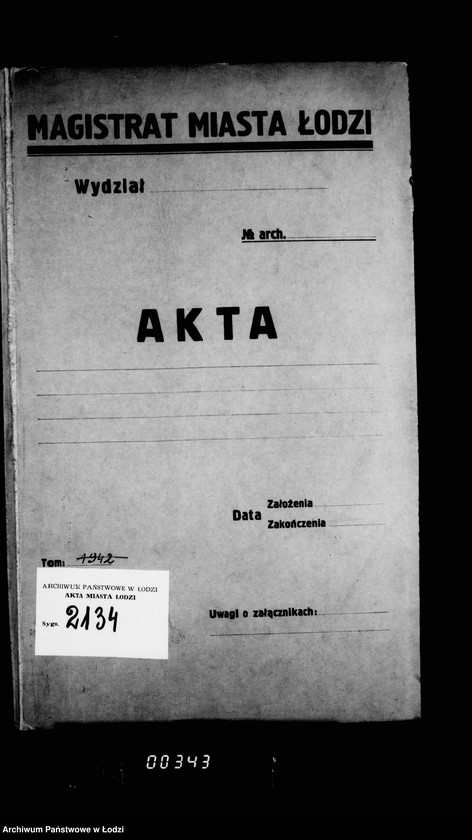 MAGISTRAT MIASTA ŁODZI
Wydział
№ arch.
AKTA
Data
Założenia
Zakończenia
Tom: 1942
ARCHIWUM PAŃSTWOWE W ŁODZI
AKTA MIASTA ŁODZI
Sygn. 2134
Uwagi o załącznikach:
00343
Archiwum Państwowe w Łodzi